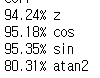 94.24% z
95.18% cos
95.35% sin
80.31% atan2